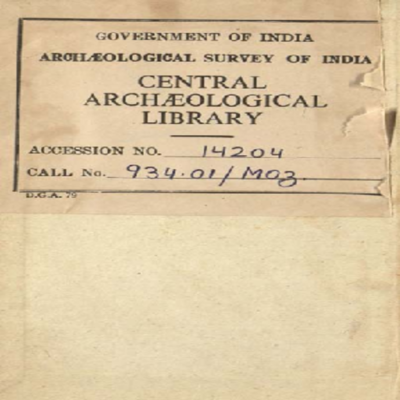 GOVERNMENT OF INDIA
ARCHÆOLOGICAL SURVEY OF INDIA
CENTRAL
ARCHÆOLOGICAL
LIBRARY
ACCESSION NO. 14204
CALL No. 934.01/Moz.
D.G.A. 79